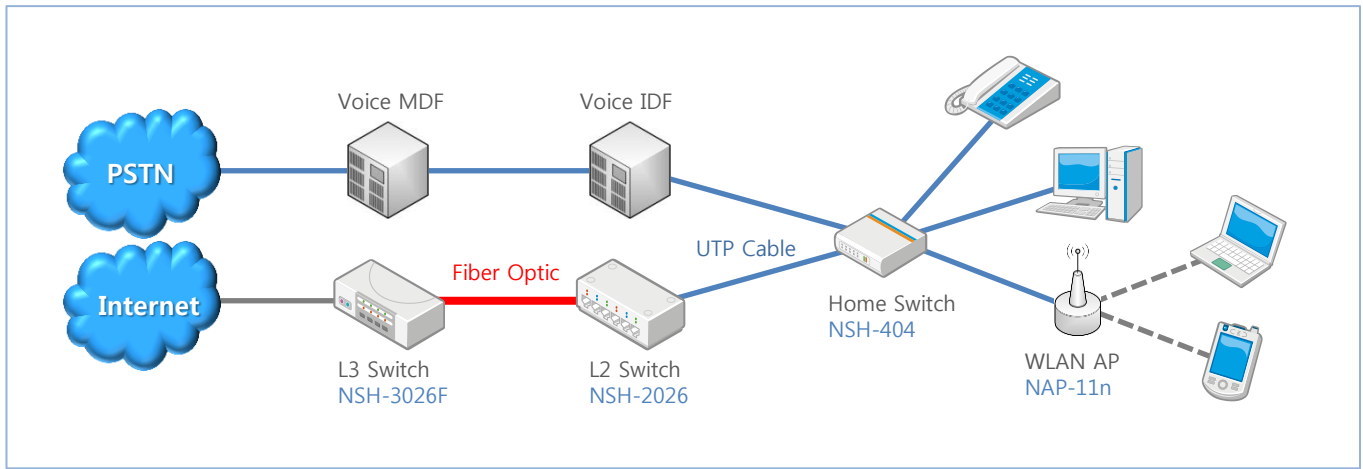 Voice MDF
Voice IDF
PSTN
UTP Cable
Internet
Fiber Optic
Home Switch
NSH-404
L3 Switch
NSH-3026F
L2 Switch
NSH-2026
WLAN AP
NAP-11n